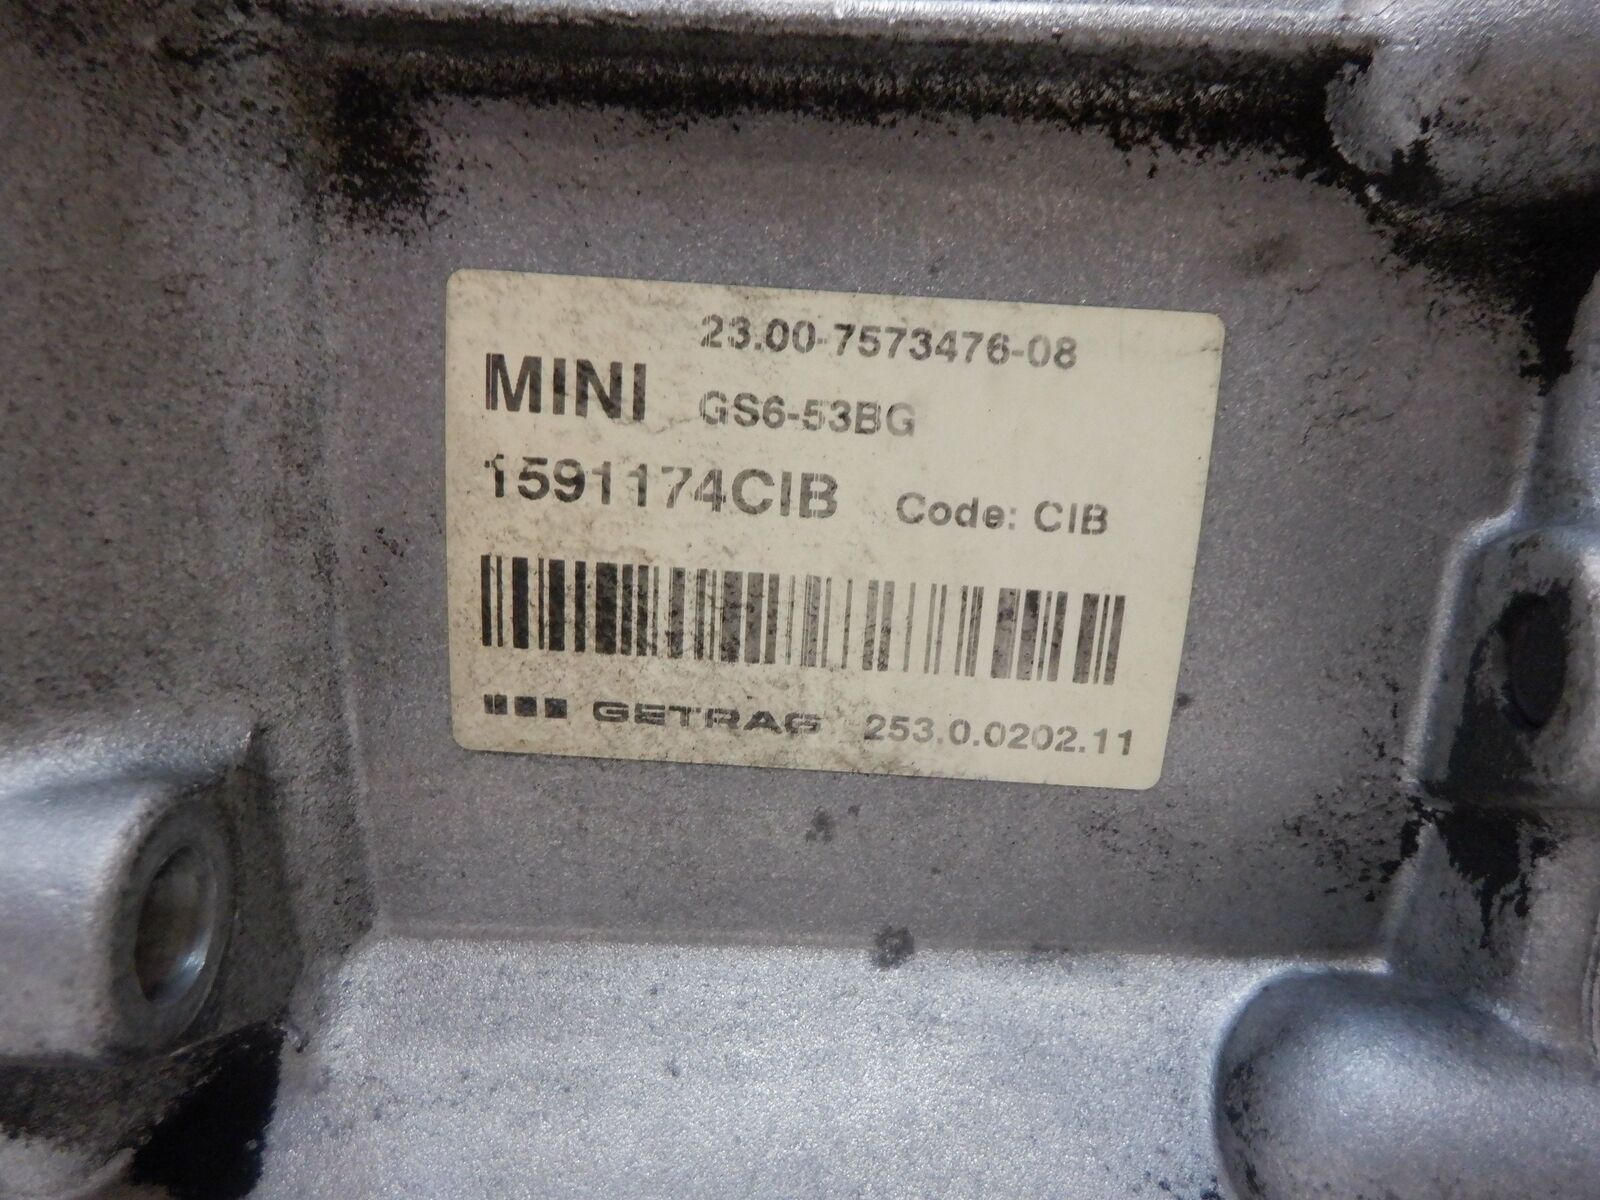 23.00-7573476-08
MINI GS6-53BG
1591174CIB Code: CIB
GETRAG 253.0.0202.11